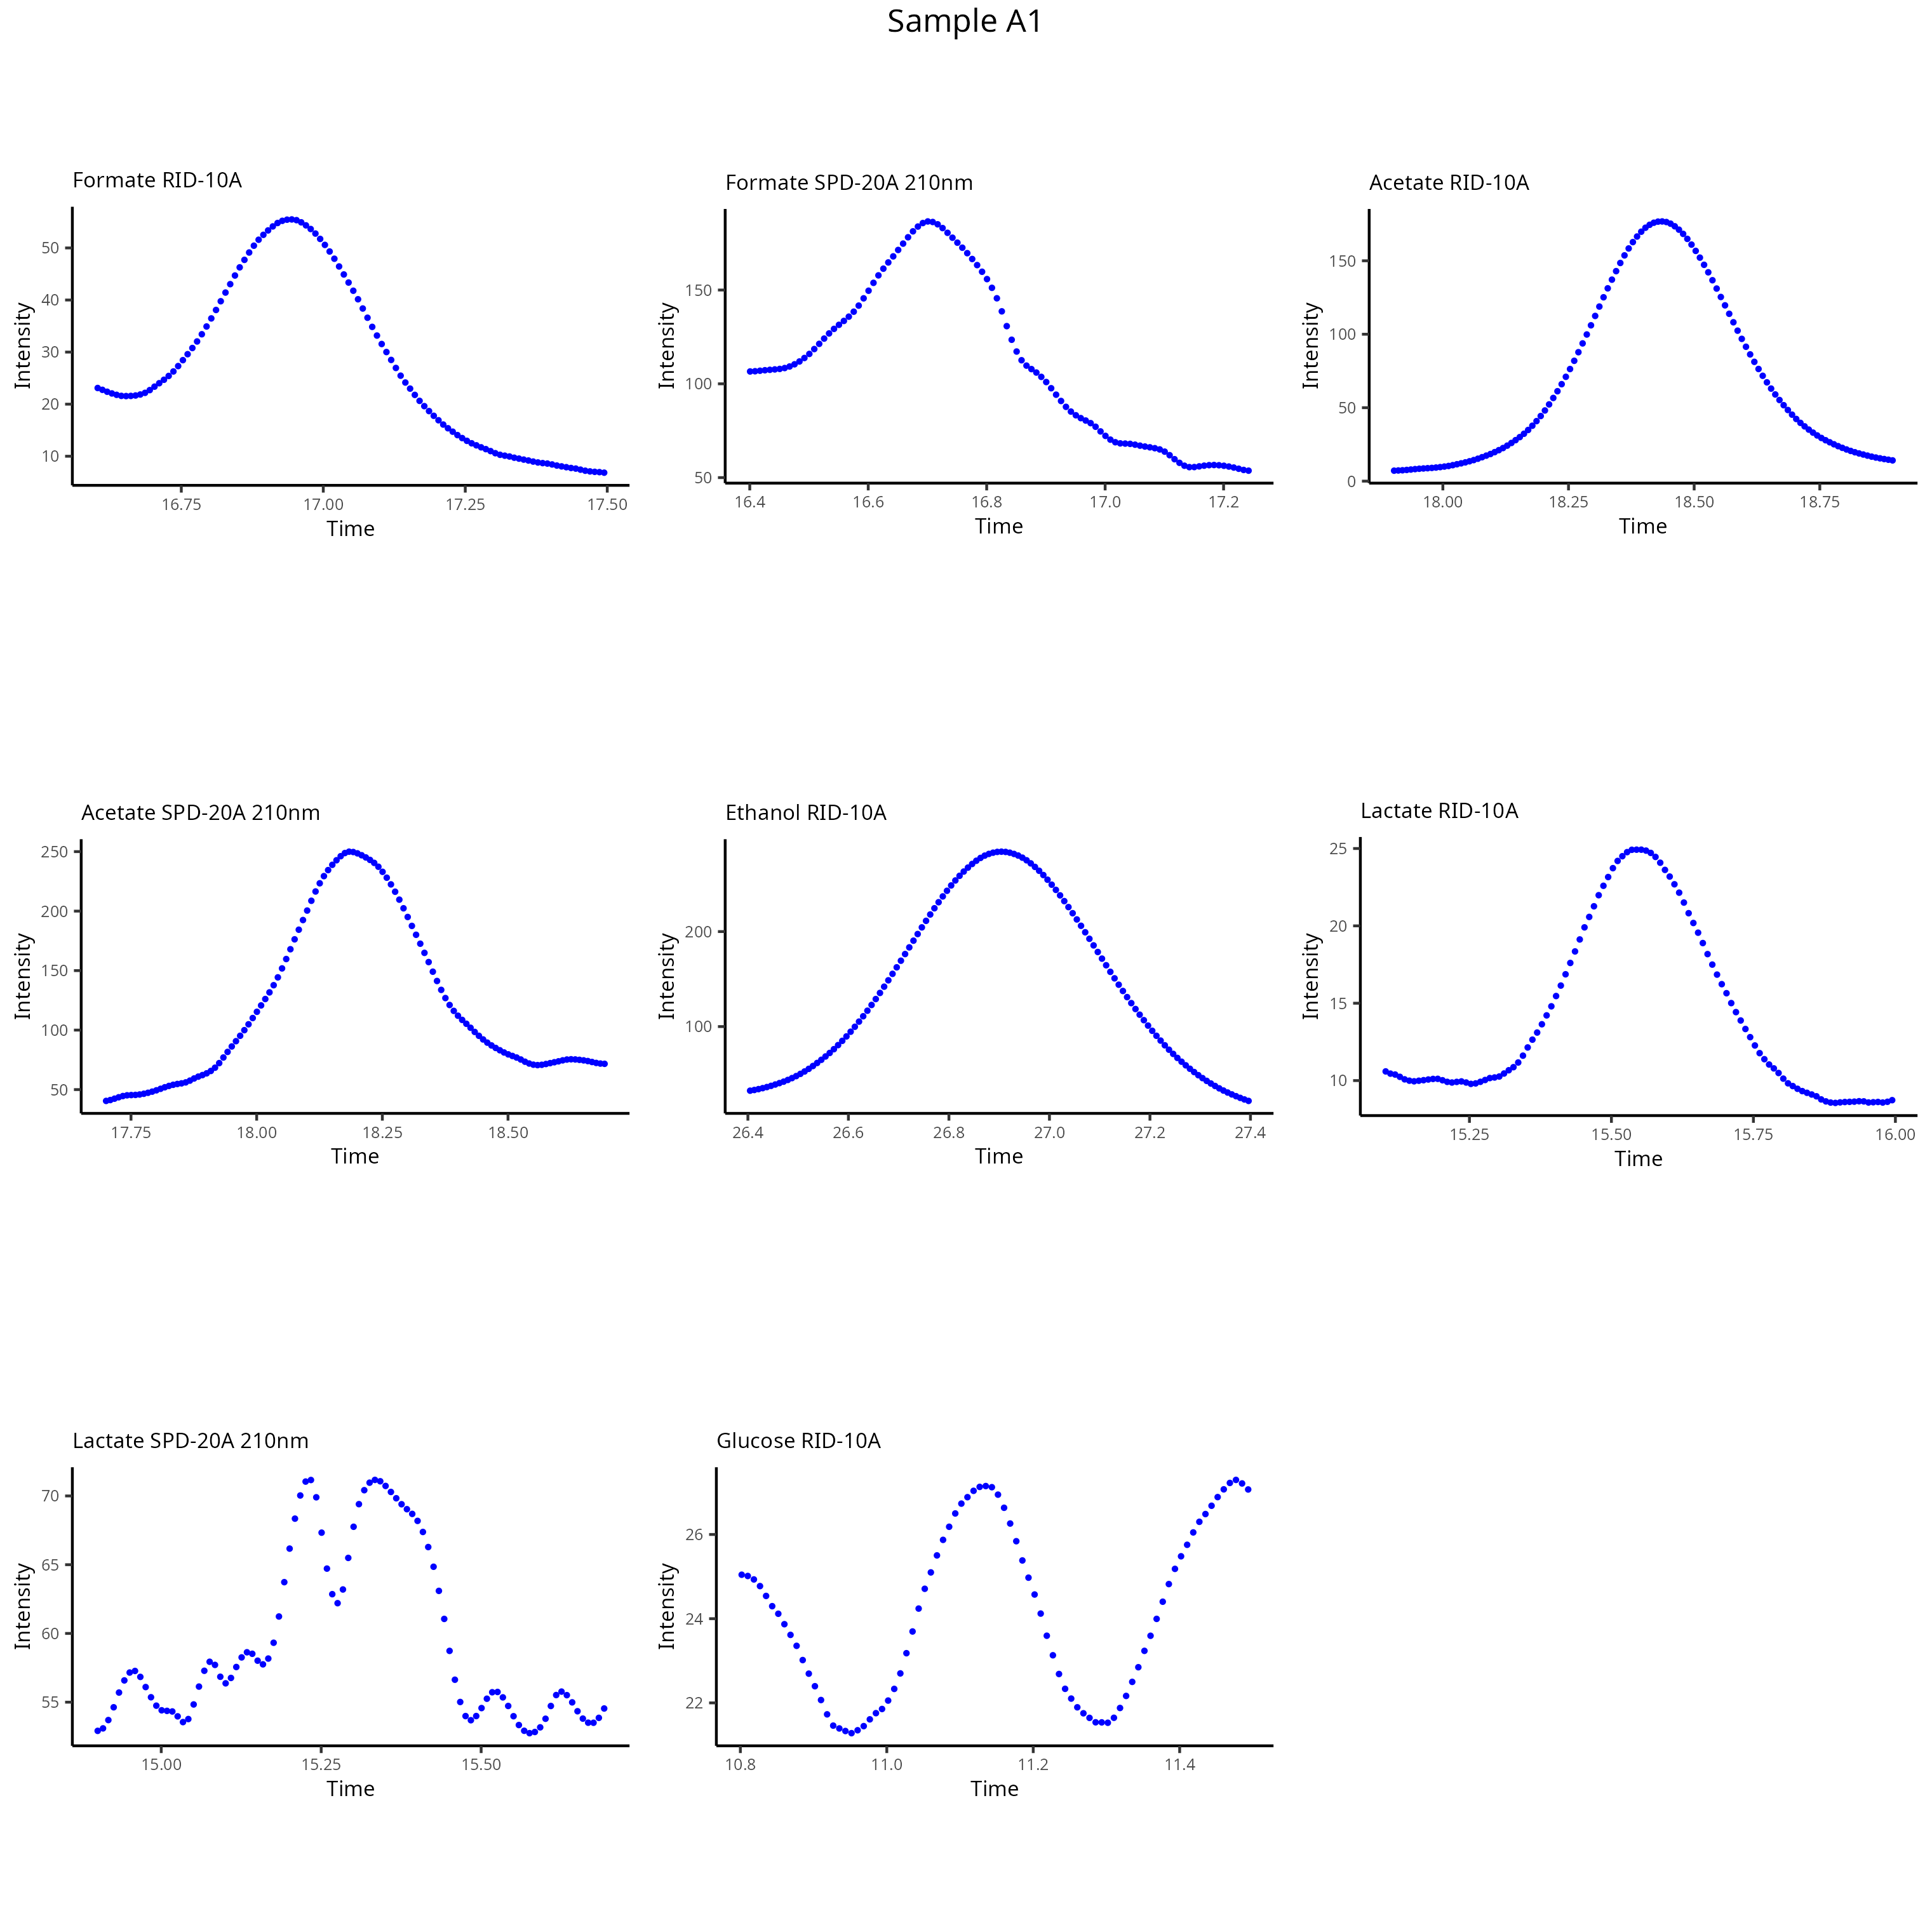 Sample A1
Formate RID-10A
Intensity
50
40
30
20
10
16.75 17.00 17.25 17.50
Time
Formate SPD-20A 210nm
Intensity
150
100
50
16.4 16.6 16.8 17.0 17.2
Time
Acetate RID-10A
Intensity
150
100
50
0
18.00 18.25 18.50 18.75
Time
Acetate SPD-20A 210nm
Intensity
250
200
150
100
50
17.75 18.00 18.25 18.50
Time
Ethanol RID-10A
Intensity
200
100
26.4 26.6 26.8 27.0 27.2 27.4
Time
Lactate RID-10A
Intensity
25
20
15
10
15.25 15.50 15.75 16.00
Time
Lactate SPD-20A 210nm
Intensity
70
65
60
55
15.00 15.25 15.50
Time
Glucose RID-10A
Intensity
26
24
22
10.8 11.0 11.2 11.4
Time